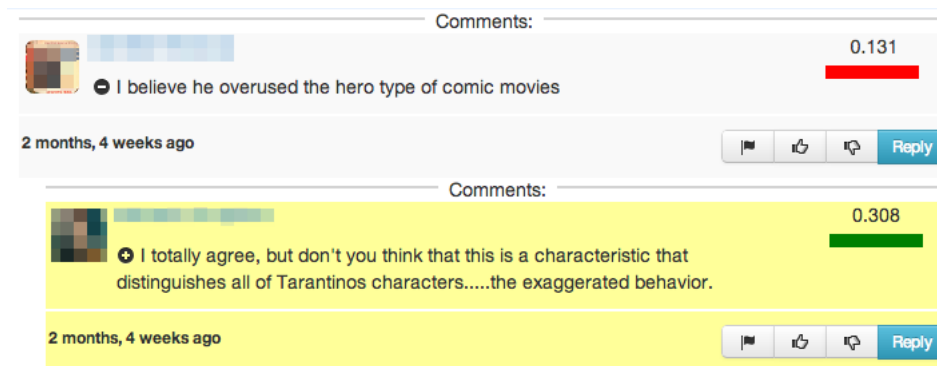 Comments:
0.131
I believe he overused the hero type of comic movies
2 months, 4 weeks ago
Reply
Comments:
0.308
I totally agree, but don't you think that this is a characteristic that
distinguishes all of Tarantinos characters.....the exaggerated behavior.
2 months, 4 weeks ago
Reply